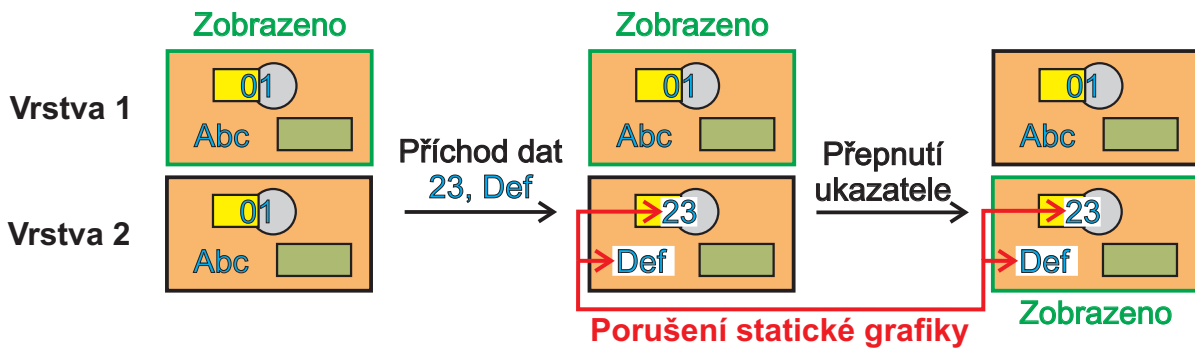 Zobrazeno
Zobrazeno
Vrstva 1
01
Abc
01
Abc
01
Abc
Příchod dat
23, Def
Přepnutí
ukazatele
Vrstva 2
01
Abc
23
Def
23
Def
Zobrazeno
Porušení statické grafiky